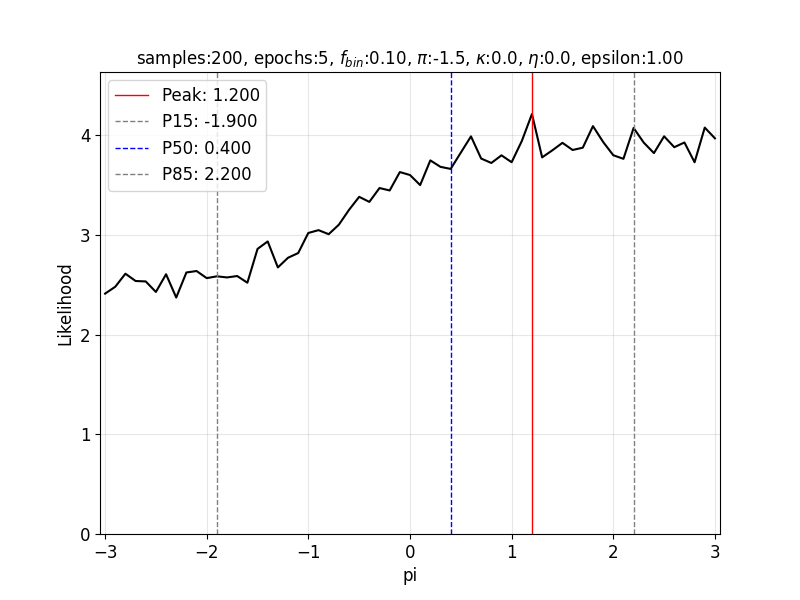 samples:200, epochs:5, f_bin:0.10, π:-1.5, κ:0.0, η:0.0, epsilon:1.00
Peak: 1.200
P15: -1.900
P50: 0.400
P85: 2.200
Likelihood
4
3
2
1
0
−3 −2 −1 0 1 2 3
pi